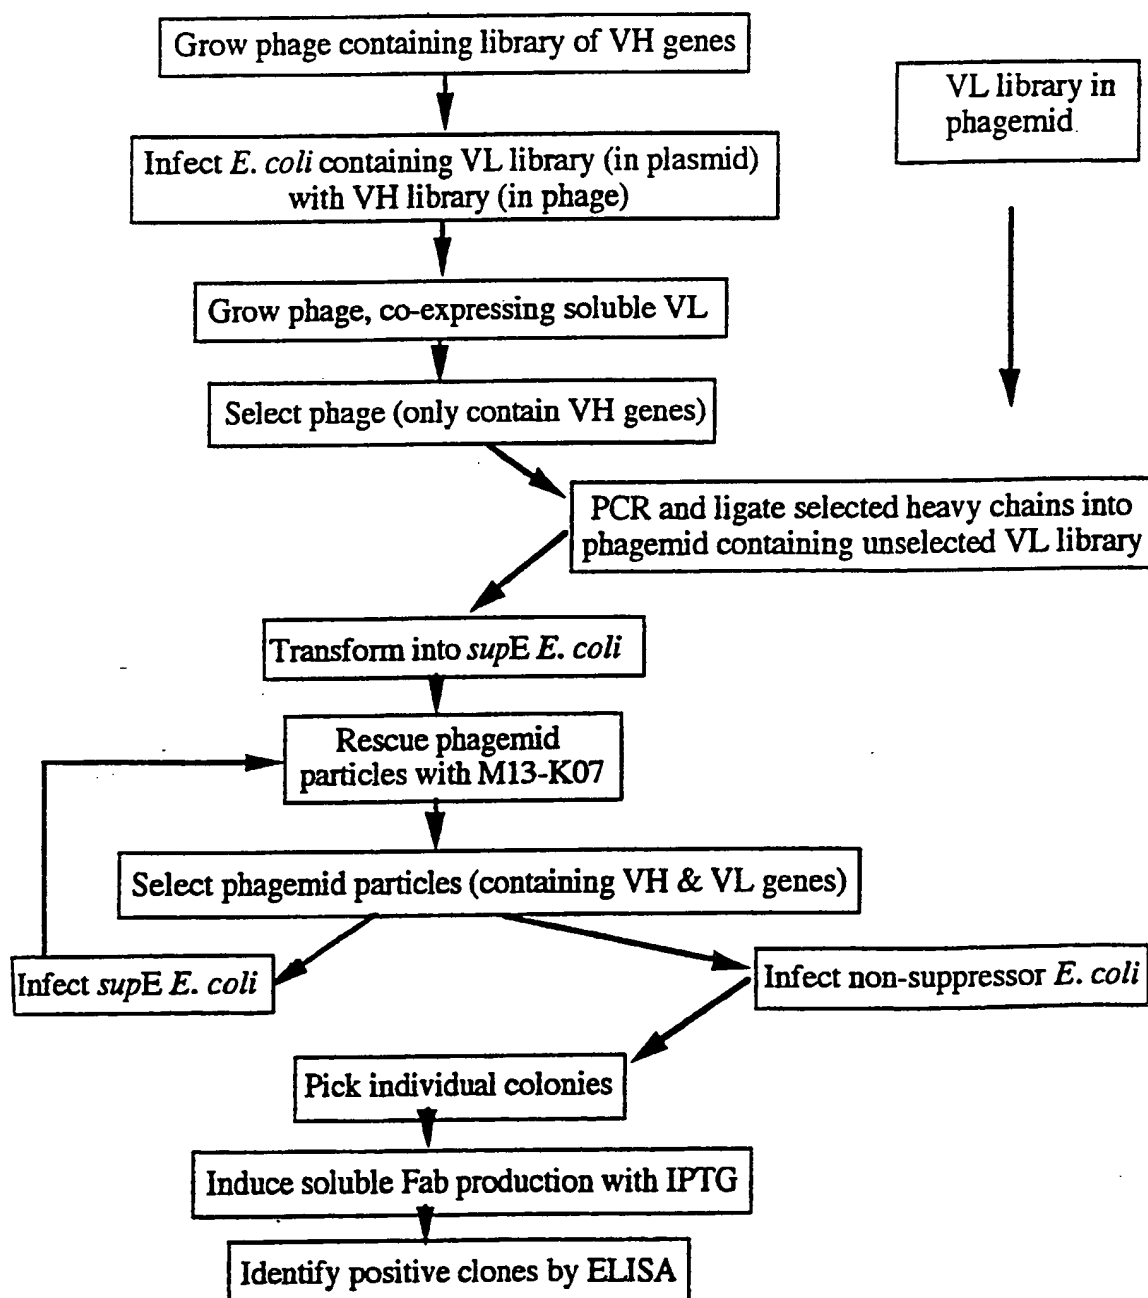 Grow phage containing library of VH genes
VL library in
phagemid
Infect E. coli containing VL library (in plasmid)
with VH library (in phage)
Grow phage, co-expressing soluble VL
Select phage (only contain VH genes)
PCR and ligate selected heavy chains into
phagemid containing unselected VL library
Transform into supE E. coli
Rescue phagemid
particles with M13-K07
Select phagemid particles (containing VH & VL genes)
Infect supE E. coli
Infect non-suppressor E. coli
Pick individual colonies
Induce soluble Fab production with IPTG
Identify positive clones by ELISA